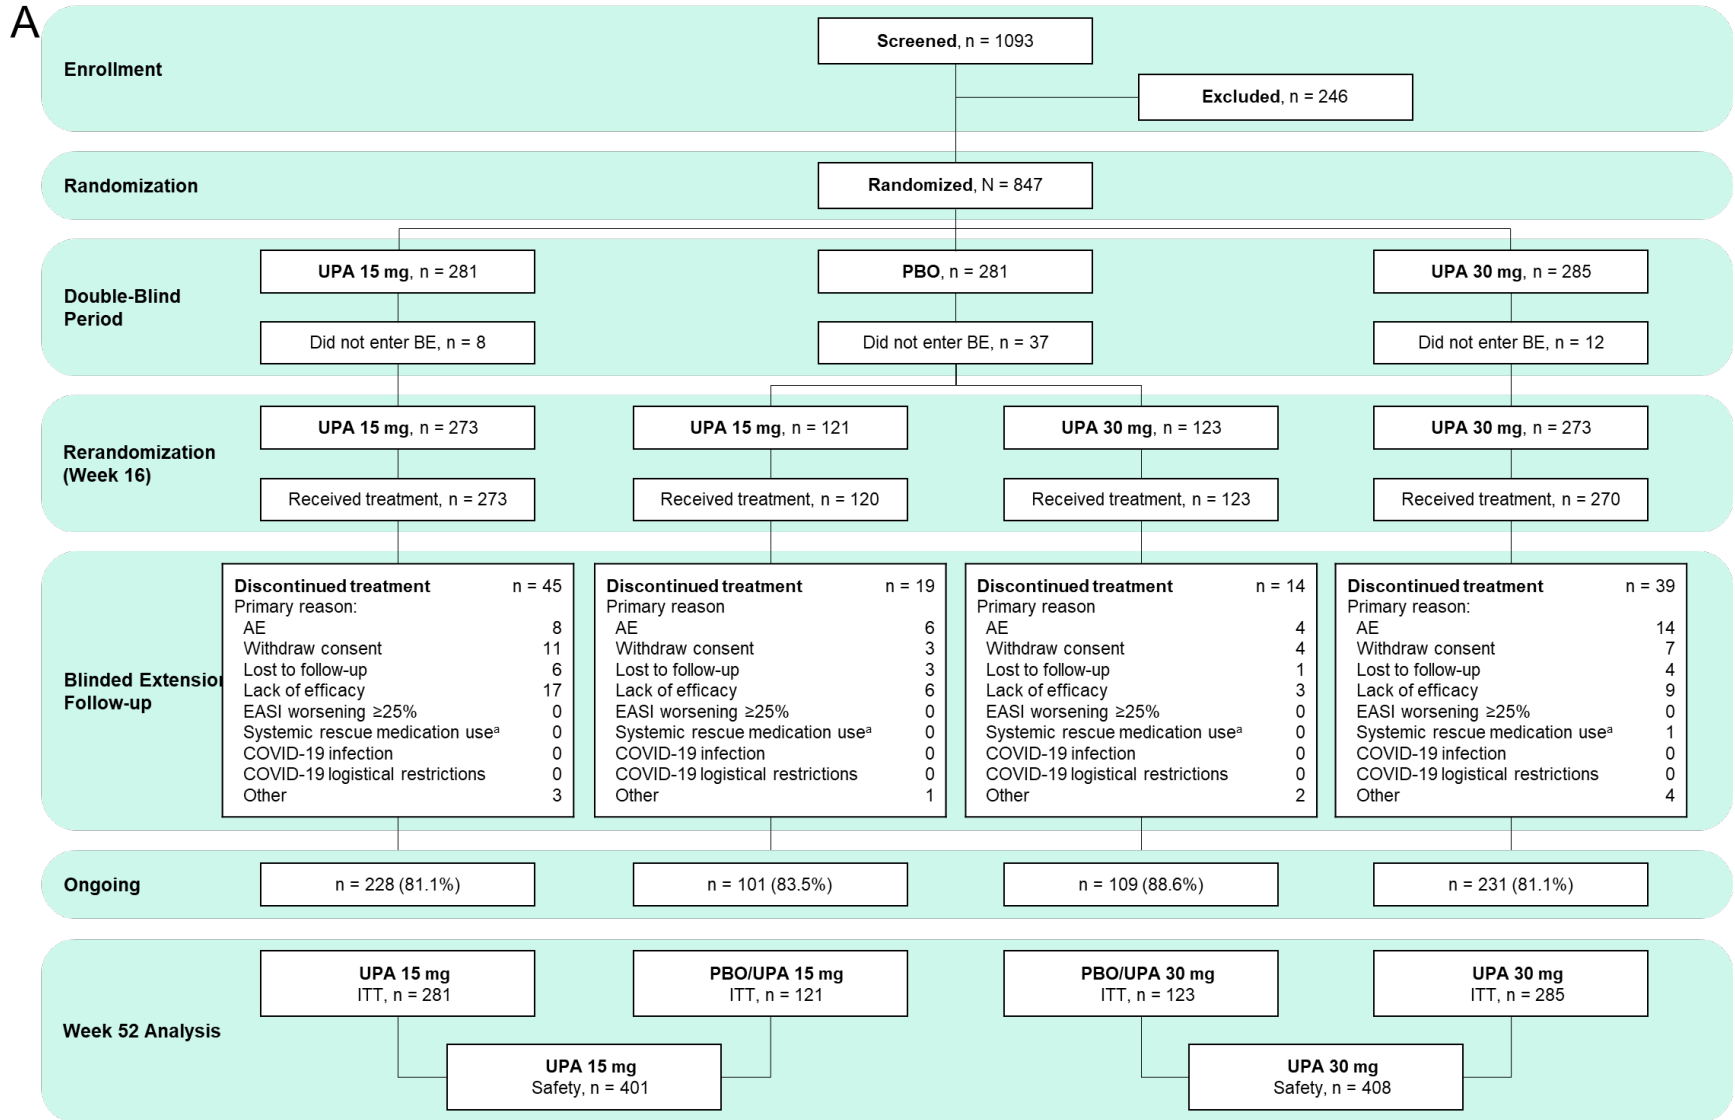 A
Enrollment
Screened, n = 1093
Excluded, n = 246
Randomization
Randomized, N = 847
Double-Blind
Period
UPA 15 mg, n = 281
PBO, n = 281
UPA 30 mg, n = 285
Did not enter BE, n = 8
Did not enter BE, n = 37
Did not enter BE, n = 12
Rerandomization
(Week 16)
UPA 15 mg, n = 273
UPA 15 mg, n = 121
UPA 30 mg, n = 123
UPA 30 mg, n = 273
Received treatment, n = 273
Received treatment, n = 120
Received treatment, n = 123
Received treatment, n = 270
Blinded Extension
Follow-up
Discontinued treatment n = 45
Primary reason:
AE 8
Withdraw consent 11
Lost to follow-up 6
Lack of efficacy 17
EASI worsening ≥25% 0
Systemic rescue medication useᵃ 0
COVID-19 infection 0
COVID-19 logistical restrictions 0
Other 3
Discontinued treatment n = 19
Primary reason
AE 6
Withdraw consent 3
Lost to follow-up 3
Lack of efficacy 6
EASI worsening ≥25% 0
Systemic rescue medication useᵃ 0
COVID-19 infection 0
COVID-19 logistical restrictions 0
Other 1
Discontinued treatment n = 14
Primary reason
AE 4
Withdraw consent 4
Lost to follow-up 1
Lack of efficacy 3
EASI worsening ≥25% 0
Systemic rescue medication useᵃ 0
COVID-19 infection 0
COVID-19 logistical restrictions 0
Other 2
Discontinued treatment n = 39
Primary reason:
AE 14
Withdraw consent 7
Lost to follow-up 4
Lack of efficacy 9
EASI worsening ≥25% 0
Systemic rescue medication useᵃ 1
COVID-19 infection 0
COVID-19 logistical restrictions 0
Other 4
Ongoing
n = 228 (81.1%)
n = 101 (83.5%)
n = 109 (88.6%)
n = 231 (81.1%)
Week 52 Analysis
UPA 15 mg
ITT, n = 281
PBO/UPA 15 mg
ITT, n = 121
PBO/UPA 30 mg
ITT, n = 123
UPA 30 mg
ITT, n = 285
UPA 15 mg
Safety, n = 401
UPA 30 mg
Safety, n = 408